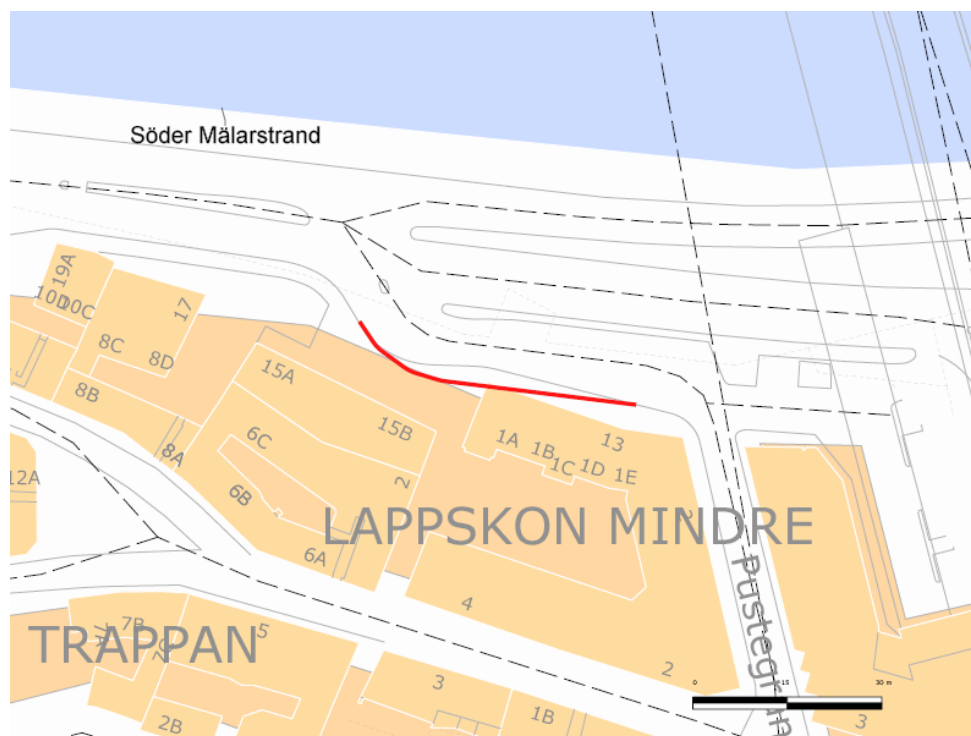 Söder Mälarstrand
19A
10D
10C
17
8C
8D
8B
8A
15A
15B
6C
6B
6A
2
12A
1A
1B
1C
1D
1E
13
2
LAPPSKON MINDRE
4
2
TRAPPAN
7B
5
3
2B
1B
3
0
15
30 m